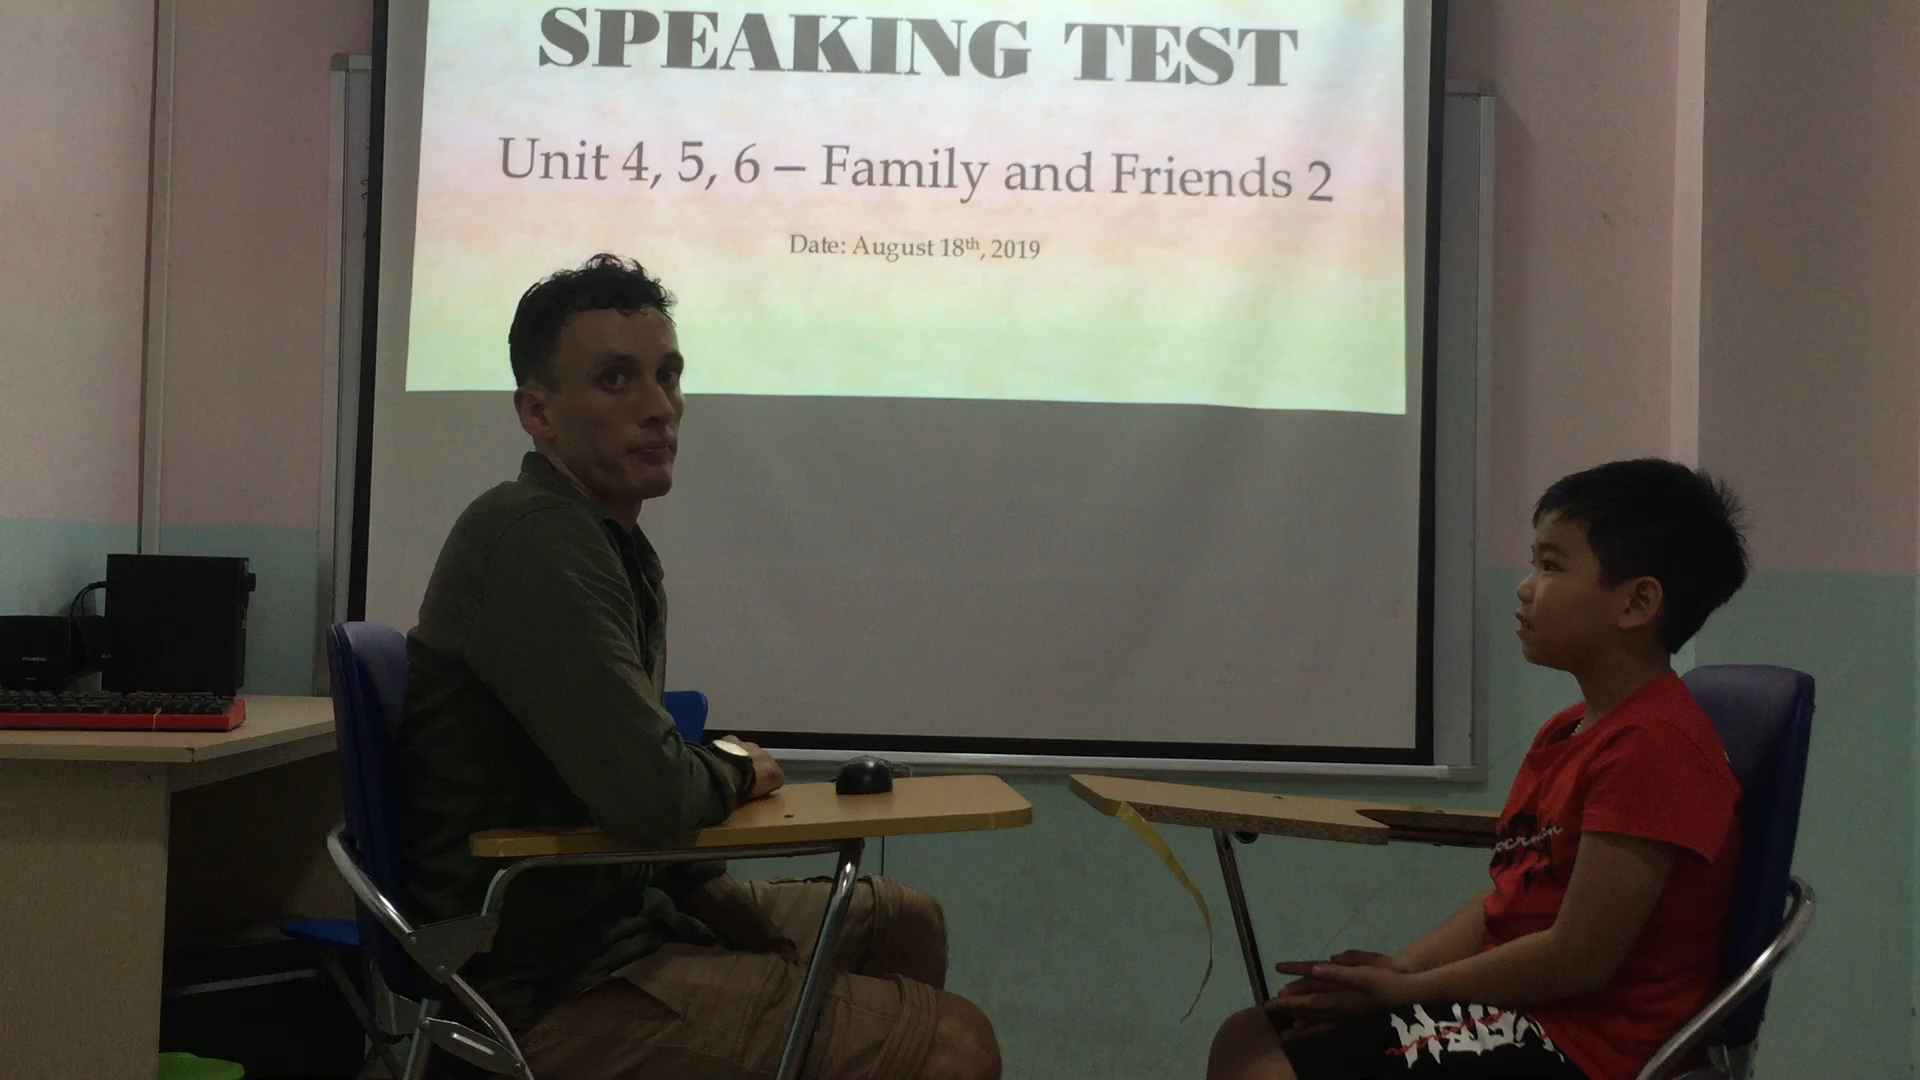 SPEAKING TEST
Unit 4, 5, 6 – Family and Friends 2
Date: August 18th, 2019